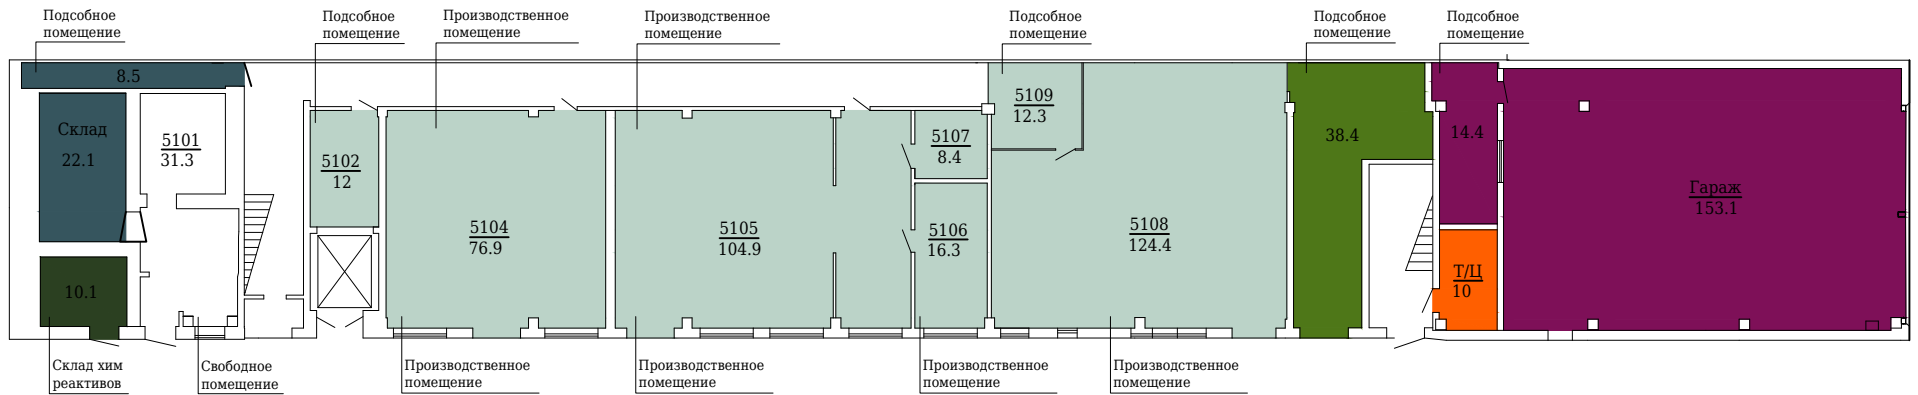 Подсобное
помещение
Подсобное
помещение
Производственное
помещение
Производственное
помещение
Подсобное
помещение
Подсобное
помещение
Подсобное
помещение
8.5
Склад
22.1
5101
31.3
5102
12
5104
76.9
5105
104.9
5107
8.4
5106
16.3
5109
12.3
5108
124.4
38.4
14.4
Гараж
153.1
Т/Ц
10
10.1
Склад хим
реактивов
Свободное
помещение
Производственное
помещение
Производственное
помещение
Производственное
помещение
Производственное
помещение